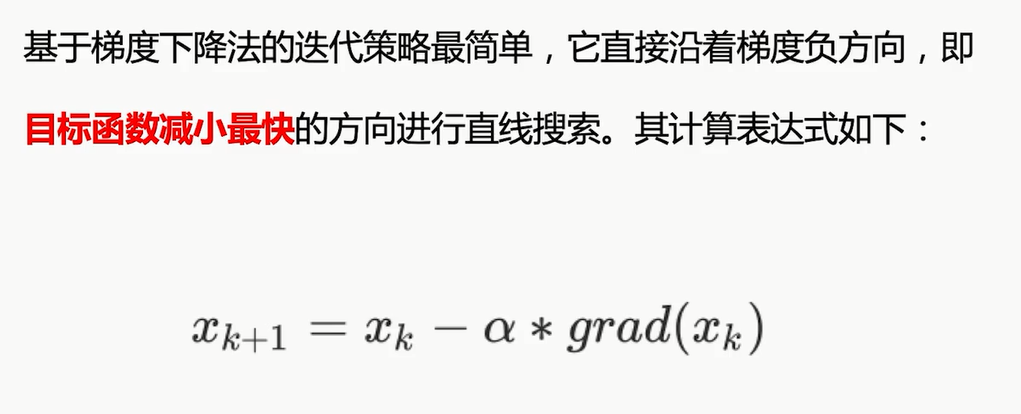 基于梯度下降法的迭代策略最简单，它直接沿着梯度负方向，即
目标函数减小最快的方向进行直线搜索。其计算表达式如下：
x_{k+1} = x_k − α * grad(x_k)